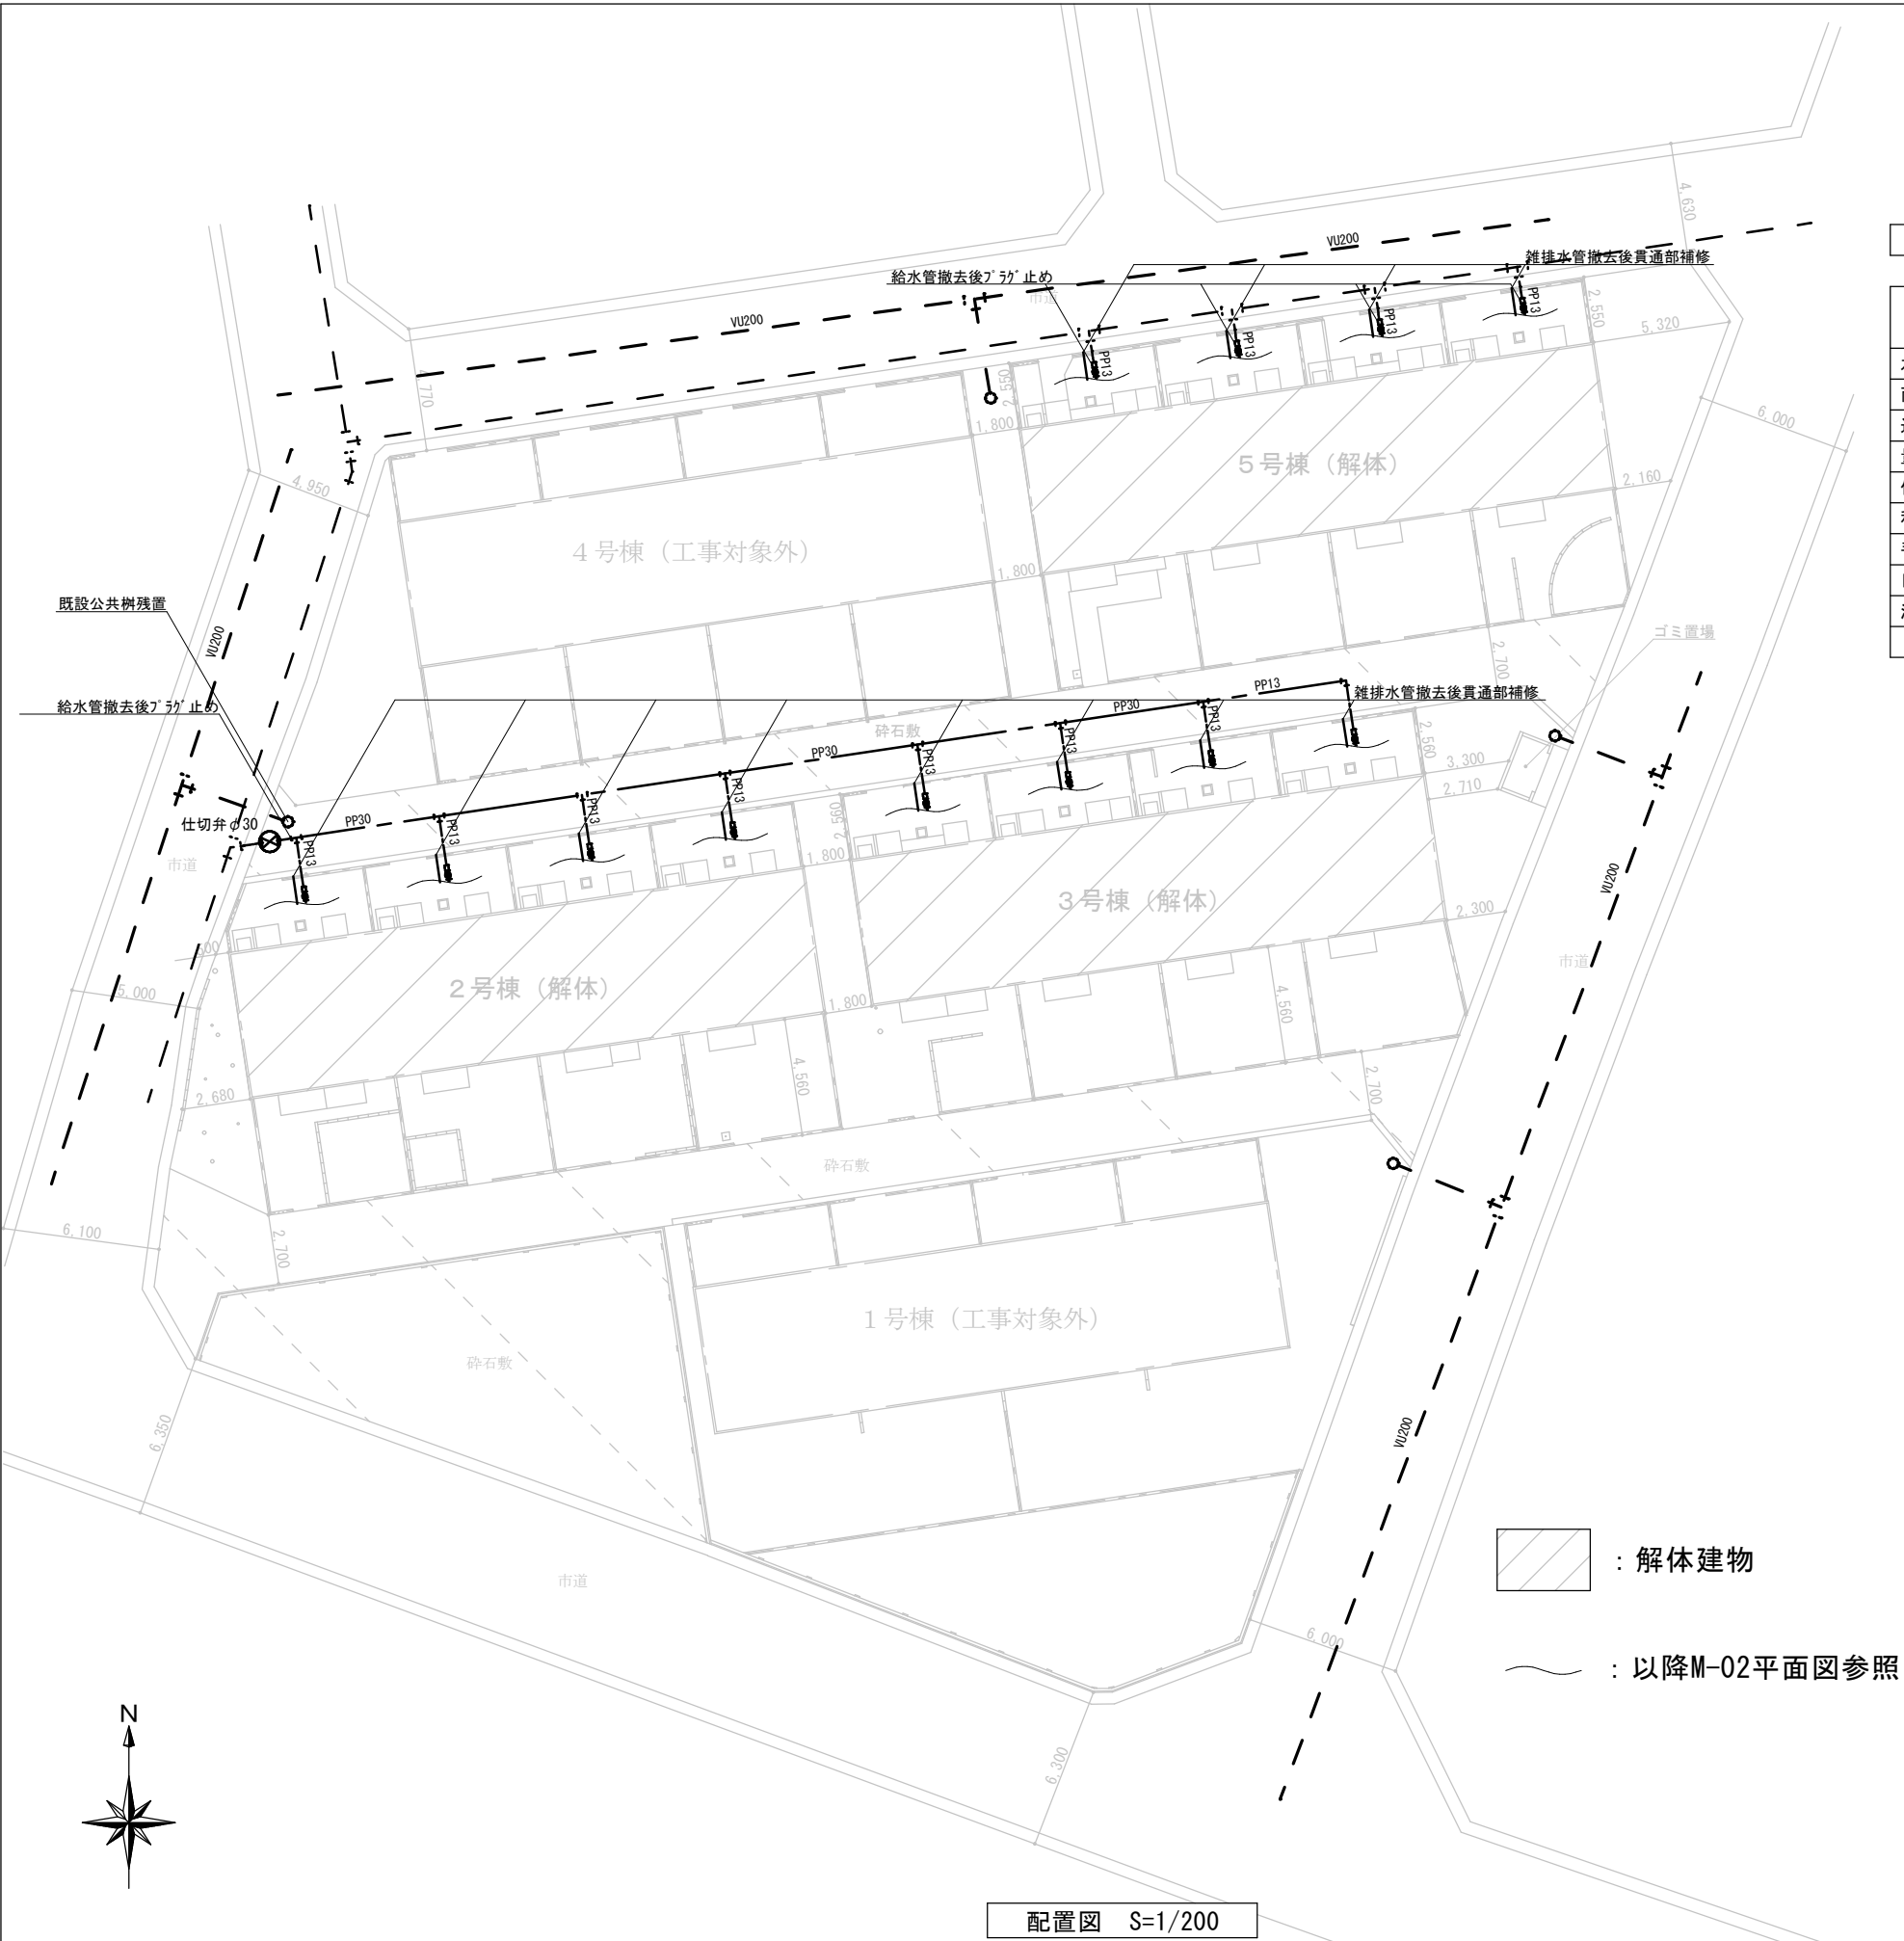 4,630
VU200
雑排水管撤去後貫通部補修
給水管撤去後プラグ止め
市道
VU200
PP13
PP13
PP13
PP13
2,550
5,320
4,770
2,550
1,800
6,000
5号棟(解体)
4,950
2,160
4号棟(工事対象外)
1,800
既設公共桝残置
ゴミ置場
VU200
2,700
PP13
雑排水管撤去後貫通部補修
給水管撤去後プラグ止め
PP30
砕石敷
PP30
PP13
PP13
PP13
PP13
PP13
PP13
PP13
2,560
3,300
2,710
仕切弁φ30
PP30
2,560
市道
1,800
VU200
3号棟(解体)
2,300
市道
2号棟(解体)
5,000
1,800
4,560
4,560
2,680
2,700
砕石敷
6,100
2,700
1号棟(工事対象外)
砕石敷
6,350
VU200
市道
:解体建物
6,000
:以降M-02平面図参照
N
6,300
配置図 S=1/200